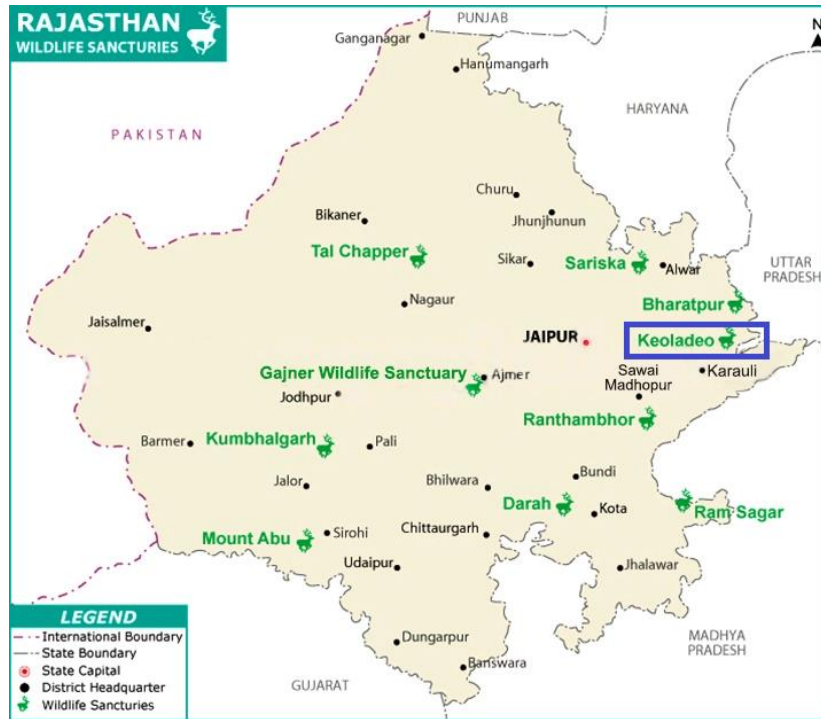 RAJASTHAN
WILDLIFE SANCTURIES
PUNJAB
N
Ganganagar
Hanumangarh
HARYANA
PAKISTAN
Churu
Jhunjhunun
Bikaner
Tal Chapper
Sikar
Sariska
Alwar
UTTAR
PRADESH
Nagaur
Bharatpur
Jaisalmer
JAIPUR
Keoladeo
Gajner Wildlife Sanctuary
Ajmer
Sawai
Madhopur
Karauli
Jodhpur
Ranthambhor
Barmer
Kumbhalgarh
Pali
Jalor
Bhilwara
Bundi
Darah
Kota
Ram Sagar
Mount Abu
Sirohi
Chittaurgarh
Udaipur
Jhalawar
LEGEND
International Boundary
State Boundary
State Capital
District Headquarter
Wildlife Sancturies
Dungarpur
Banswara
GUJARAT
MADHYA
PRADESH